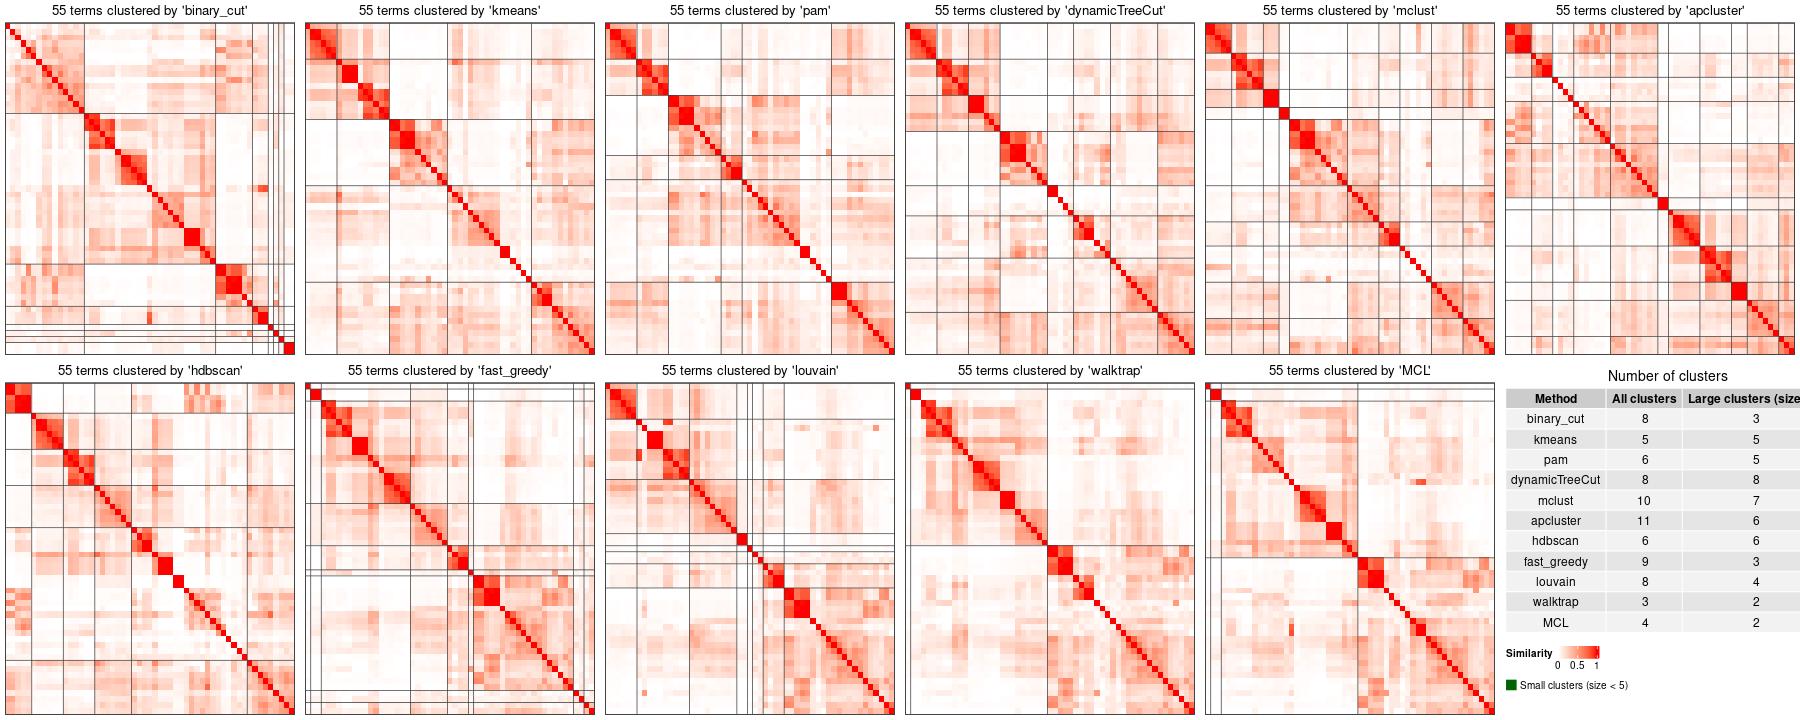 55 terms clustered by 'binary_cut'
55 terms clustered by 'kmeans'
55 terms clustered by 'pam'
55 terms clustered by 'dynamicTreeCut'
55 terms clustered by 'mclust'
55 terms clustered by 'apcluster'
55 terms clustered by 'hdbscan'
55 terms clustered by 'fast_greedy'
55 terms clustered by 'louvain'
55 terms clustered by 'walktrap'
55 terms clustered by 'MCL'
Number of clusters
Method All clusters Large clusters (size
binary_cut 8 3
kmeans 5 5
pam 6 5
dynamicTreeCut 8 8
mclust 10 7
apcluster 11 6
hdbscan 6 6
fast_greedy 9 3
louvain 8 4
walktrap 3 2
MCL 4 2
Similarity
0 0.5 1
Small clusters (size < 5)